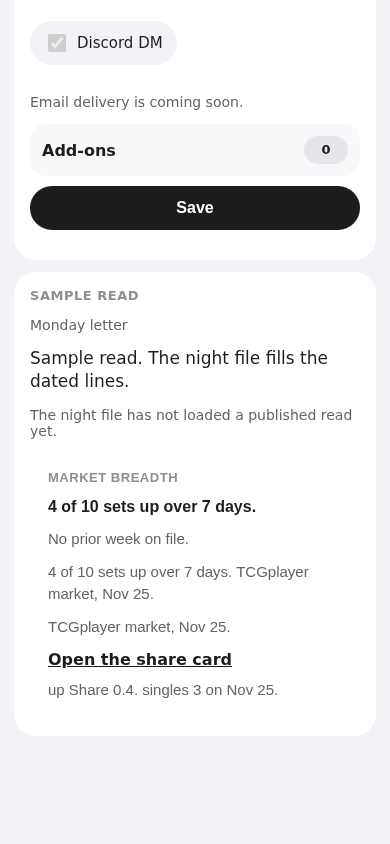 Discord DM
Email delivery is coming soon.
Add-ons
0
Save
SAMPLE READ
Monday letter
Sample read. The night file fills the
dated lines.
The night file has not loaded a published read
yet.
MARKET BREADTH
4 of 10 sets up over 7 days.
No prior week on file.
4 of 10 sets up over 7 days. TCGplayer
market, Nov 25.
TCGplayer market, Nov 25.
Open the share card
up Share 0.4. singles 3 on Nov 25.